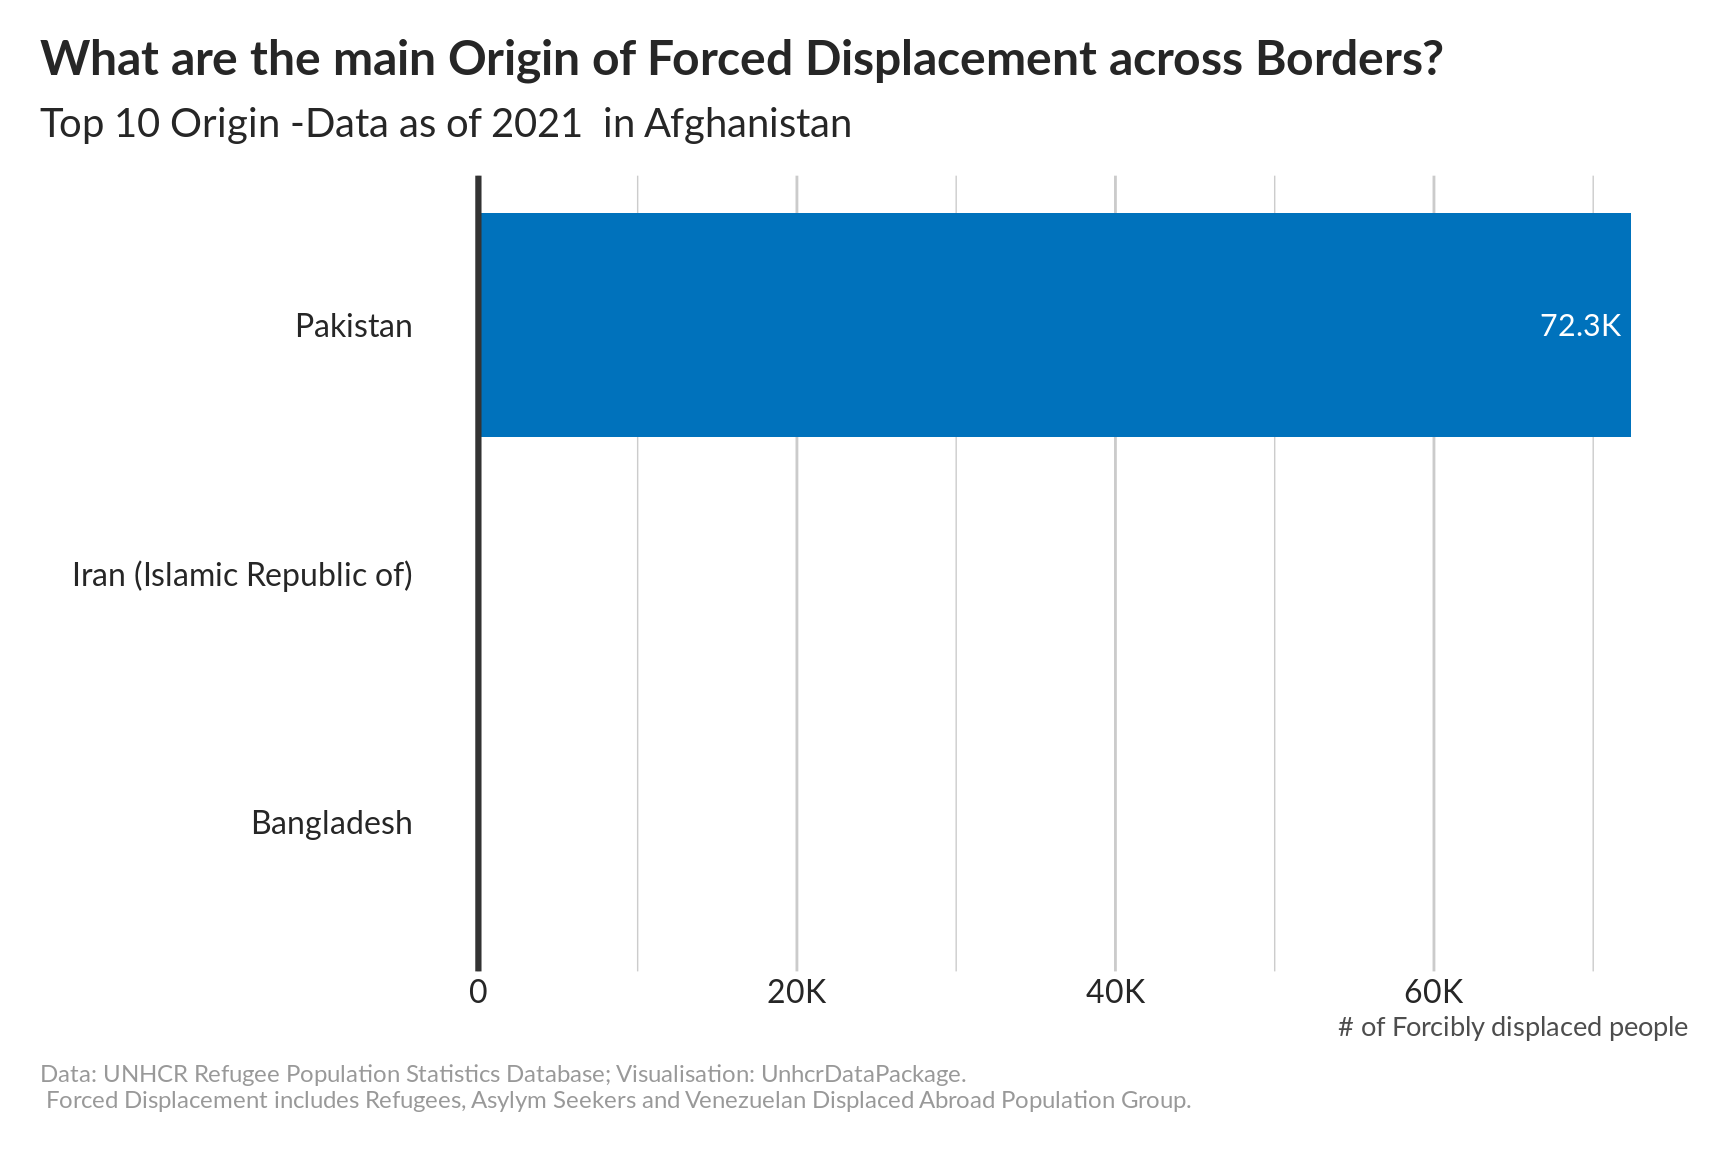 What are the main Origin of Forced Displacement across Borders?
Top 10 Origin -Data as of 2021  in Afghanistan
Pakistan
72.3K
Iran (Islamic Republic of)
Bangladesh
0 20K 40K 60K
# of Forcibly displaced people
Data: UNHCR Refugee Population Statistics Database; Visualisation: UnhcrDataPackage.
Forced Displacement includes Refugees, Asylym Seekers and Venezuelan Displaced Abroad Population Group.